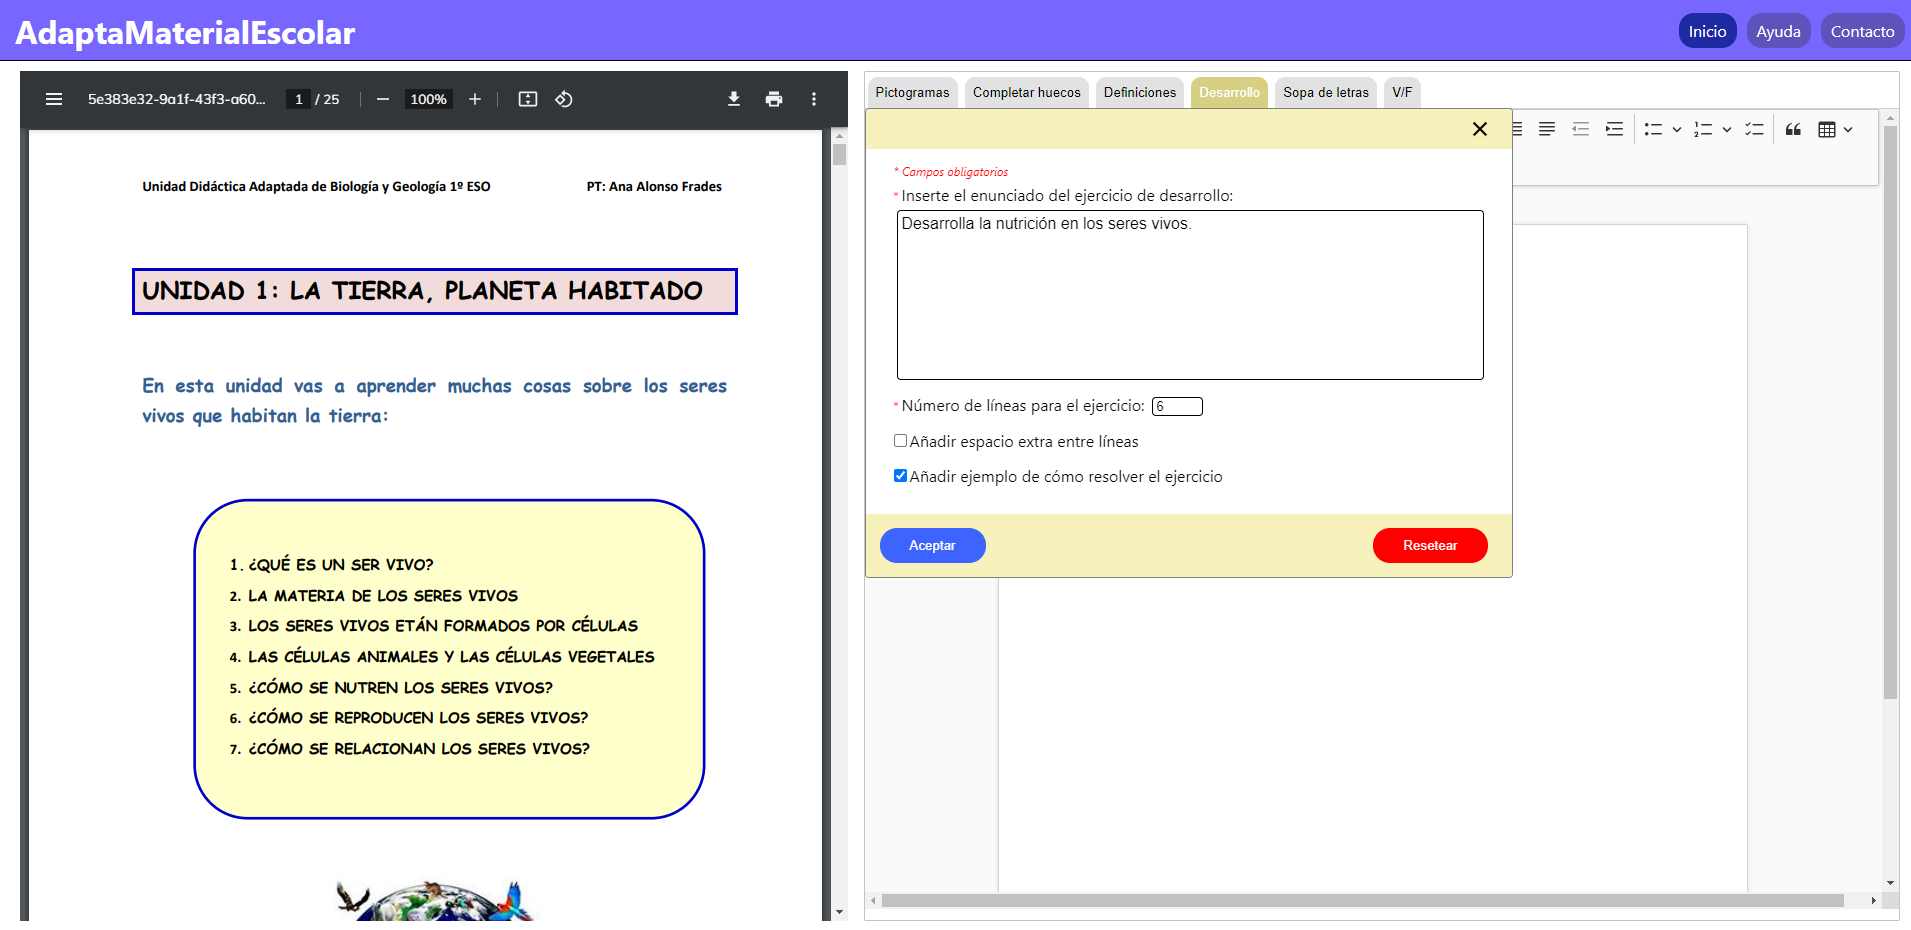 AdaptaMaterialEscolar
Inicio
Ayuda
Contacto
5e383e32-9a1f-43f3-a60...
1 / 25
100%
Unidad Didáctica Adaptada de Biología y Geología 1º ESO
PT: Ana Alonso Frades
UNIDAD 1: LA TIERRA, PLANETA HABITADO
En esta unidad vas a aprender muchas cosas sobre los seres
vivos que habitan la tierra:
1. ¿QUÉ ES UN SER VIVO?
2. LA MATERIA DE LOS SERES VIVOS
3. LOS SERES VIVOS ETÁN FORMADOS POR CÉLULAS
4. LAS CÉLULAS ANIMALES Y LAS CÉLULAS VEGETALES
5. ¿CÓMO SE NUTREN LOS SERES VIVOS?
6. ¿CÓMO SE REPRODUCEN LOS SERES VIVOS?
7. ¿CÓMO SE RELACIONAN LOS SERES VIVOS?
Pictogramas
Completar huecos
Definiciones
Desarrollo
Sopa de letras
V/F
* Campos obligatorios
* Inserte el enunciado del ejercicio de desarrollo:
Desarrolla la nutrición en los seres vivos.
* Número de líneas para el ejercicio: 6
Añadir espacio extra entre líneas
Añadir ejemplo de cómo resolver el ejercicio
Aceptar
Resetear